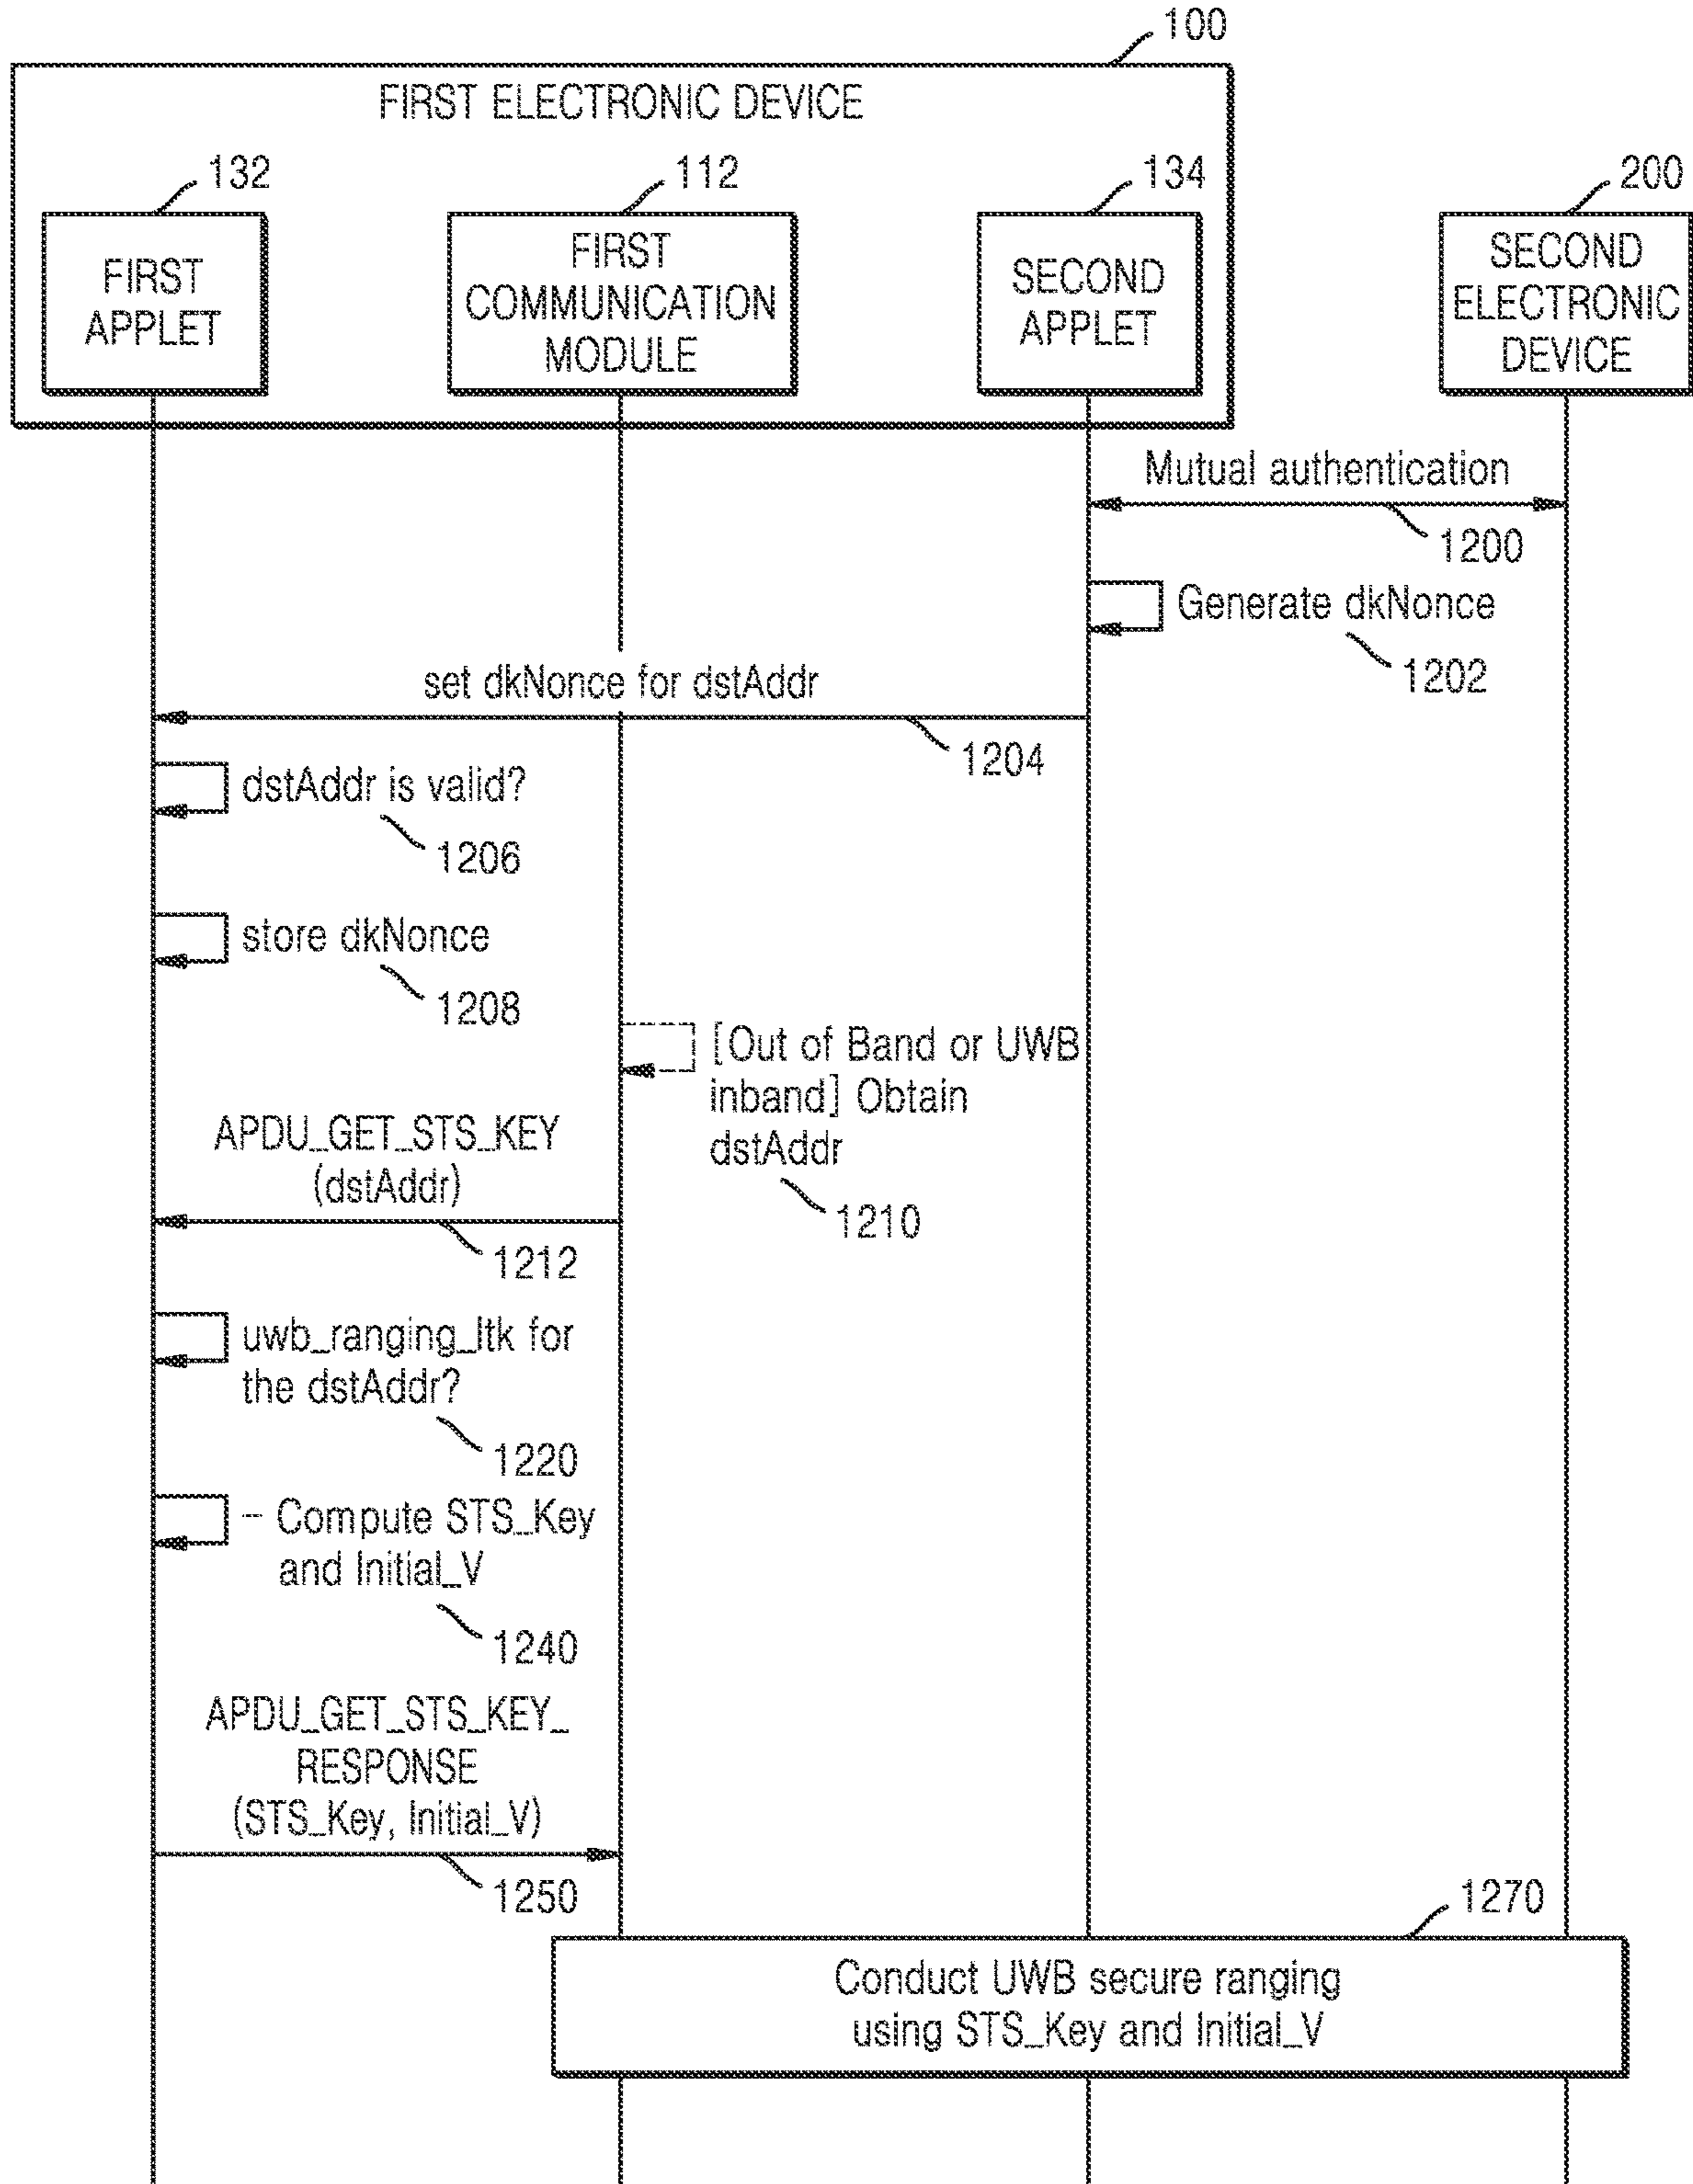 100
FIRST ELECTRONIC DEVICE
132
112
134
200
FIRST
APPLET
FIRST
COMMUNICATION
MODULE
SECOND
APPLET
SECOND
ELECTRONIC
DEVICE
Mutual authentication
1200
Generate dkNonce
1202
set dkNonce for dstAddr
1204
dstAddr is valid?
1206
store dkNonce
1208
[Out of Band or UWB
inband] Obtain
dstAddr
1210
APDU_GET_STS_KEY
(dstAddr)
1212
uwb_ranging_ltk for
the dstAddr?
1220
- Compute STS_Key
and Initial_V
1240
APDU_GET_STS_KEY_
RESPONSE
(STS_Key, Initial_V)
1250
1270
Conduct UWB secure ranging
using STS_Key and Initial_V